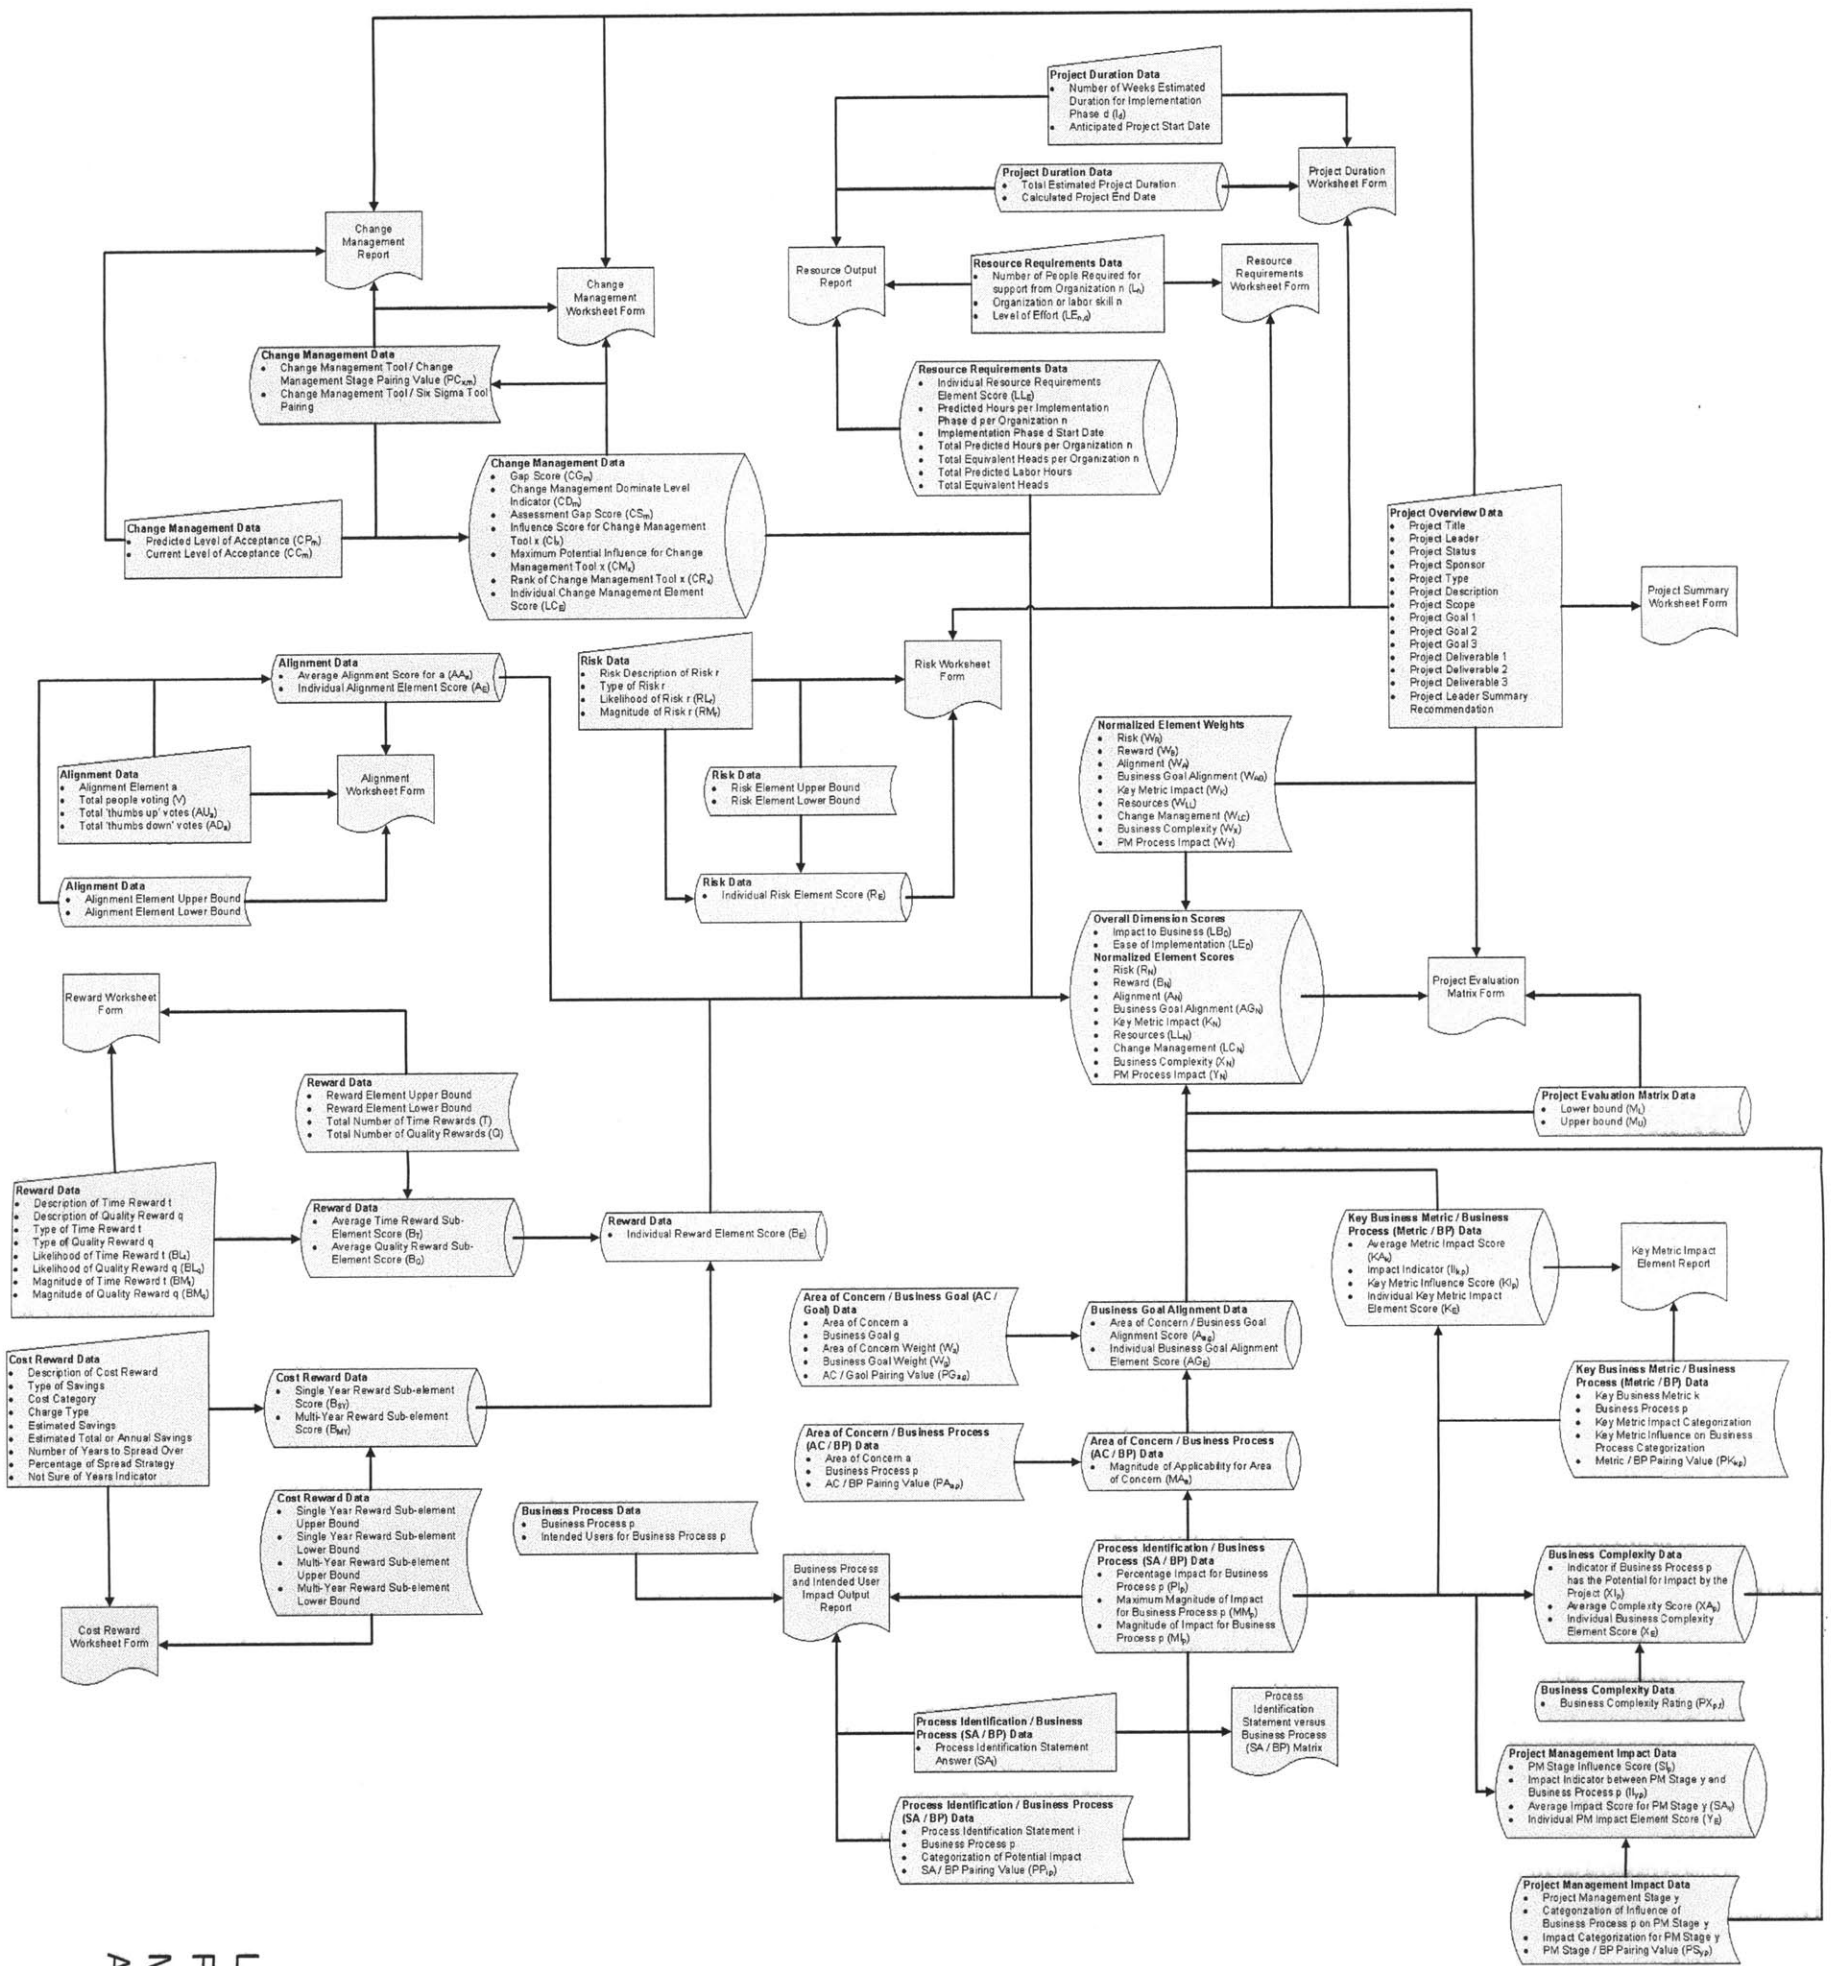 Project Duration Data
• Number of Weeks Estimated
Duration for Implementation
Phase d (Id)
• Anticipated Project Start Date
Project Duration Data
• Total Estimated Project Duration
• Calculated Project End Date
Project Duration
Worksheet Form
Change
Management
Report
Change
Management
Worksheet Form
Resource Output
Report
Resource Requirements Data
• Number of People Required for
support from Organization n (Ln)
• Organization or labor skill n
• Level of Effort (LEn,d)
Resource
Requirements
Worksheet Form
Change Management Data
• Change Management Tool / Change
Management Stage Pairing Value (PCx,m)
• Change Management Tool / Six Sigma Tool
Pairing
Resource Requirements Data
• Individual Resource Requirements
Element Score (LLE)
• Predicted Hours per Implementation
Phase d per Organization n
• Implementation Phase d Start Date
• Total Predicted Hours per Organization n
• Total Equivalent Heads per Organization n
• Total Predicted Labor Hours
• Total Equivalent Heads
Change Management Data
• Predicted Level of Acceptance (CPm)
• Current Level of Acceptance (CCm)
Change Management Data
• Gap Score (CGm)
• Change Management Dominate Level
Indicator (CDm)
• Assessment Gap Score (CSm)
• Influence Score for Change Management
Tool x (CIx)
• Maximum Potential Influence for Change
Management Tool x (CMx)
• Rank of Change Management Tool x (CRx)
• Individual Change Management Element
Score (LCE)
Project Overview Data
• Project Title
• Project Leader
• Project Status
• Project Sponsor
• Project Type
• Project Description
• Project Scope
• Project Goal 1
• Project Goal 2
• Project Goal 3
• Project Deliverable 1
• Project Deliverable 2
• Project Deliverable 3
• Project Leader Summary
Recommendation
Project Summary
Worksheet Form
Alignment Data
• Average Alignment Score for a (AAa)
• Individual Alignment Element Score (AE)
Alignment Data
• Alignment Element a
• Total people voting (V)
• Total 'thumbs up' votes (AUa)
• Total 'thumbs down' votes (ADa)
Alignment
Worksheet Form
Alignment Data
• Alignment Element Upper Bound
• Alignment Element Lower Bound
Risk Data
• Risk Description of Risk r
• Type of Risk r
• Likelihood of Risk r (RLr)
• Magnitude of Risk r (RMr)
Risk Worksheet
Form
Risk Data
• Risk Element Upper Bound
• Risk Element Lower Bound
Risk Data
• Individual Risk Element Score (RE)
Normalized Element Weights
• Risk (WR)
• Reward (WB)
• Alignment (WA)
• Business Goal Alignment (WAG)
• Key Metric Impact (WK)
• Resources (WLL)
• Change Management (WLC)
• Business Complexity (WX)
• PM Process Impact (WY)
Overall Dimension Scores
• Impact to Business (LBD)
• Ease of Implementation (LED)
Normalized Element Scores
• Risk (RN)
• Reward (BN)
• Alignment (AN)
• Business Goal Alignment (AGN)
• Key Metric Impact (KN)
• Resources (LLN)
• Change Management (LCN)
• Business Complexity (XN)
• PM Process Impact (YN)
Project Evaluation
Matrix Form
Project Evaluation Matrix Data
• Lower bound (ML)
• Upper bound (MU)
Reward Worksheet
Form
Reward Data
• Reward Element Upper Bound
• Reward Element Lower Bound
• Total Number of Time Rewards (T)
• Total Number of Quality Rewards (Q)
Reward Data
• Description of Time Reward t
• Description of Quality Reward q
• Type of Time Reward t
• Type of Quality Reward q
• Likelihood of Time Reward t (BLt)
• Likelihood of Quality Reward q (BLq)
• Magnitude of Time Reward t (BMt)
• Magnitude of Quality Reward q (BMq)
Reward Data
• Average Time Reward Sub-
Element Score (BT)
• Average Quality Reward Sub-
Element Score (BQ)
Reward Data
• Individual Reward Element Score (BE)
Cost Reward Data
• Description of Cost Reward
• Type of Savings
• Cost Category
• Charge Type
• Estimated Savings
• Estimated Total or Annual Savings
• Number of Years to Spread Over
• Percentage of Spread Strategy
• Not Sure of Years Indicator
Cost Reward Data
• Single Year Reward Sub-element
Score (BSY)
• Multi-Year Reward Sub-element
Score (BMY)
Cost Reward Data
• Single Year Reward Sub-element
Upper Bound
• Single Year Reward Sub-element
Lower Bound
• Multi-Year Reward Sub-element
Upper Bound
• Multi-Year Reward Sub-element
Lower Bound
Cost Reward
Worksheet Form
Area of Concern / Business Goal (AC /
Goal) Data
• Area of Concern a
• Business Goal g
• Area of Concern Weight (Wa)
• Business Goal Weight (Wg)
• AC / Gaol Pairing Value (PGa,g)
Business Goal Alignment Data
• Area of Concern / Business Goal
Alignment Score (Aa,g)
• Individual Business Goal Alignment
Element Score (AGE)
Key Business Metric / Business
Process (Metric / BP) Data
• Average Metric Impact Score
(KAk)
• Impact Indicator (IIk,p)
• Key Metric Influence Score (KIp)
• Individual Key Metric Impact
Element Score (KE)
Key Metric Impact
Element Report
Key Business Metric / Business
Process (Metric / BP) Data
• Key Business Metric k
• Business Process p
• Key Metric Impact Categorization
• Key Metric Influence on Business
Process Categorization
• Metric / BP Pairing Value (PKk,p)
Area of Concern / Business Process
(AC / BP) Data
• Area of Concern a
• Business Process p
• AC / BP Pairing Value (PAa,p)
Area of Concern / Business Process
(AC / BP) Data
• Magnitude of Applicability for Area
of Concern (MAa)
Business Process Data
• Business Process p
• Intended Users for Business Process p
Business Process
and Intended User
Impact Output
Report
Process Identification / Business
Process (SA / BP) Data
• Percentage Impact for Business
Process p (PIp)
• Maximum Magnitude of Impact
for Business Process p (MMp)
• Magnitude of Impact for Business
Process p (MIp)
Business Complexity Data
• Indicator if Business Process p
has the Potential for Impact by the
Project (XIp)
• Average Complexity Score (XAp)
• Individual Business Complexity
Element Score (XE)
Business Complexity Data
• Business Complexity Rating (PXp,f)
Process Identification / Business
Process (SA / BP) Data
• Process Identification Statement
Answer (SAi)
Process
Identification
Statement versus
Business Process
(SA / BP) Matrix
Process Identification / Business Process
(SA / BP) Data
• Process Identification Statement i
• Business Process p
• Categorization of Potential Impact
• SA / BP Pairing Value (PPi,p)
Project Management Impact Data
• PM Stage Influence Score (SIp)
• Impact Indicator between PM Stage y and
Business Process p (IIy,p)
• Average Impact Score for PM Stage y (SAy)
• Individual PM Impact Element Score (YE)
Project Management Impact Data
• Project Management Stage y
• Categorization of Influence of
Business Process p on PM Stage y
• Impact Categorization for PM Stage y
• PM Stage / BP Pairing Value (PSy,p)